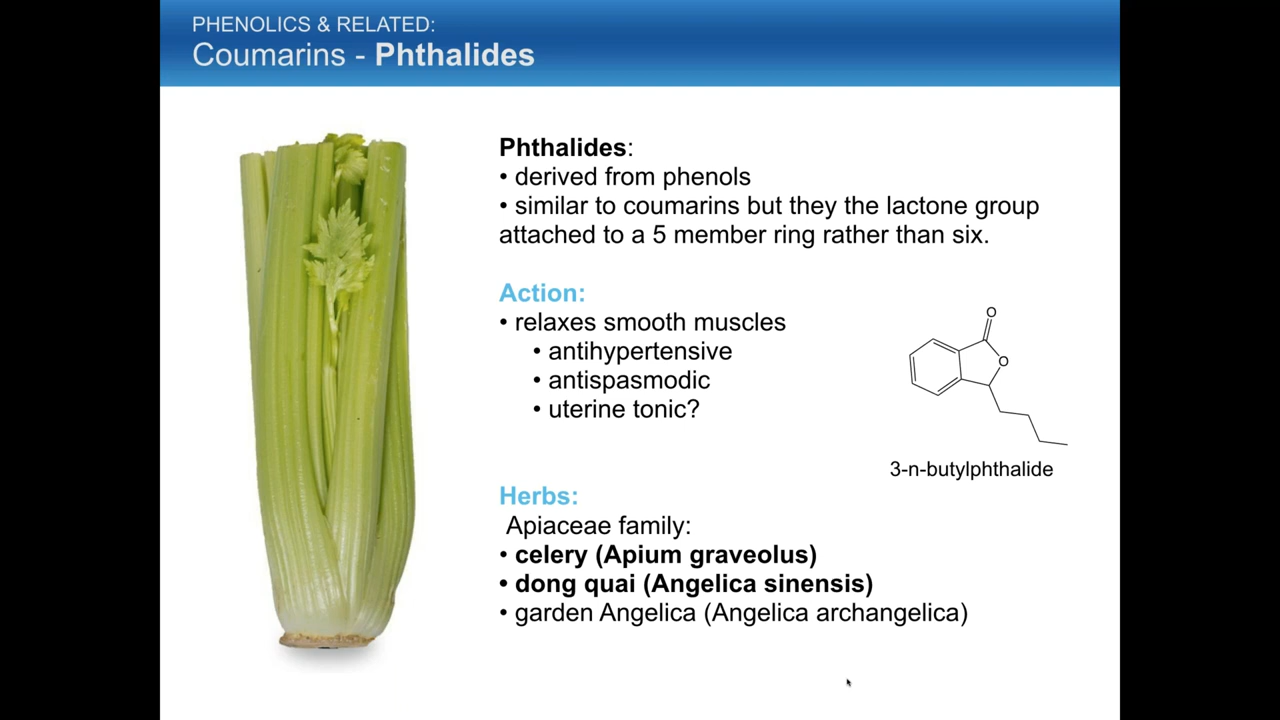 PHENOLICS & RELATED:
Coumarins - Phthalides
Phthalides:
• derived from phenols
• similar to coumarins but they the lactone group
attached to a 5 member ring rather than six.
Action:
• relaxes smooth muscles
• antihypertensive
• antispasmodic
• uterine tonic?
O
O
3-n-butylphthalide
Herbs:
Apiaceae family:
• celery (Apium graveolus)
• dong quai (Angelica sinensis)
• garden Angelica (Angelica archangelica)